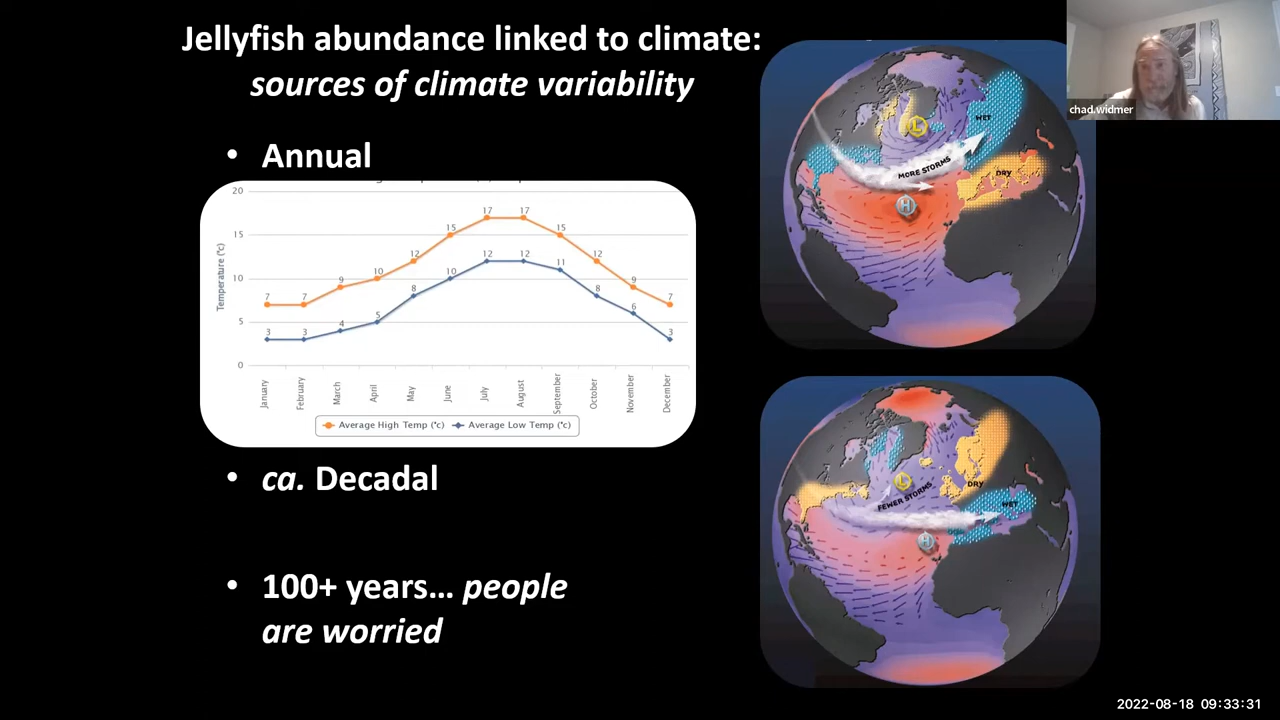 Jellyfish abundance linked to climate:
sources of climate variability
• Annual
20
15
10
5
0
Temperature (°c)
7 7 9 10 12 15 17 17 15 12 9 7
3 3 4 5 8 10 12 12 11 8 6 3
January February March April May June July August September October November December
Average High Temp (°c) Average Low Temp (°c)
• ca. Decadal
• 100+ years... people
are worried
L
WET
MORE STORMS
DRY
H
L
DRY
FEWER STORMS
WET
H
chad.widmer
2022-08-18 09:33:31